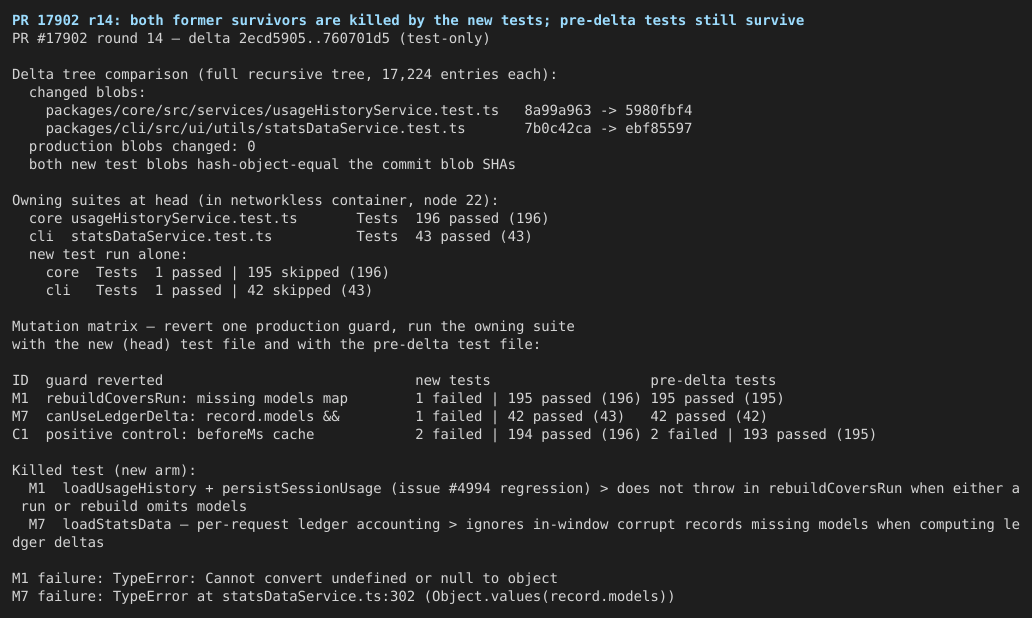 PR 17902 r14: both former survivors are killed by the new tests; pre-delta tests still survive
PR #17902 round 14 — delta 2ecd5905..760701d5 (test-only)
Delta tree comparison (full recursive tree, 17,224 entries each):
changed blobs:
packages/core/src/services/usageHistoryService.test.ts 8a99a963 -> 5980fbf4
packages/cli/src/ui/utils/statsDataService.test.ts 7b0c42ca -> ebf85597
production blobs changed: 0
both new test blobs hash-object-equal the commit blob SHAs
Owning suites at head (in networkless container, node 22):
core usageHistoryService.test.ts Tests 196 passed (196)
cli statsDataService.test.ts Tests 43 passed (43)
new test run alone:
core Tests 1 passed | 195 skipped (196)
cli Tests 1 passed | 42 skipped (43)
Mutation matrix — revert one production guard, run the owning suite
with the new (head) test file and with the pre-delta test file:
ID guard reverted new tests pre-delta tests
M1 rebuildCoversRun: missing models map 1 failed | 195 passed (196) 195 passed (195)
M7 canUseLedgerDelta: record.models && 1 failed | 42 passed (43) 42 passed (42)
C1 positive control: beforeMs cache 2 failed | 194 passed (196) 2 failed | 193 passed (195)
Killed test (new arm):
M1 loadUsageHistory + persistSessionUsage (issue #4994 regression) > does not throw in rebuildCoversRun when either a
run or rebuild omits models
M7 loadStatsData — per-request ledger accounting > ignores in-window corrupt records missing models when computing le
dger deltas
M1 failure: TypeError: Cannot convert undefined or null to object
M7 failure: TypeError at statsDataService.ts:302 (Object.values(record.models))